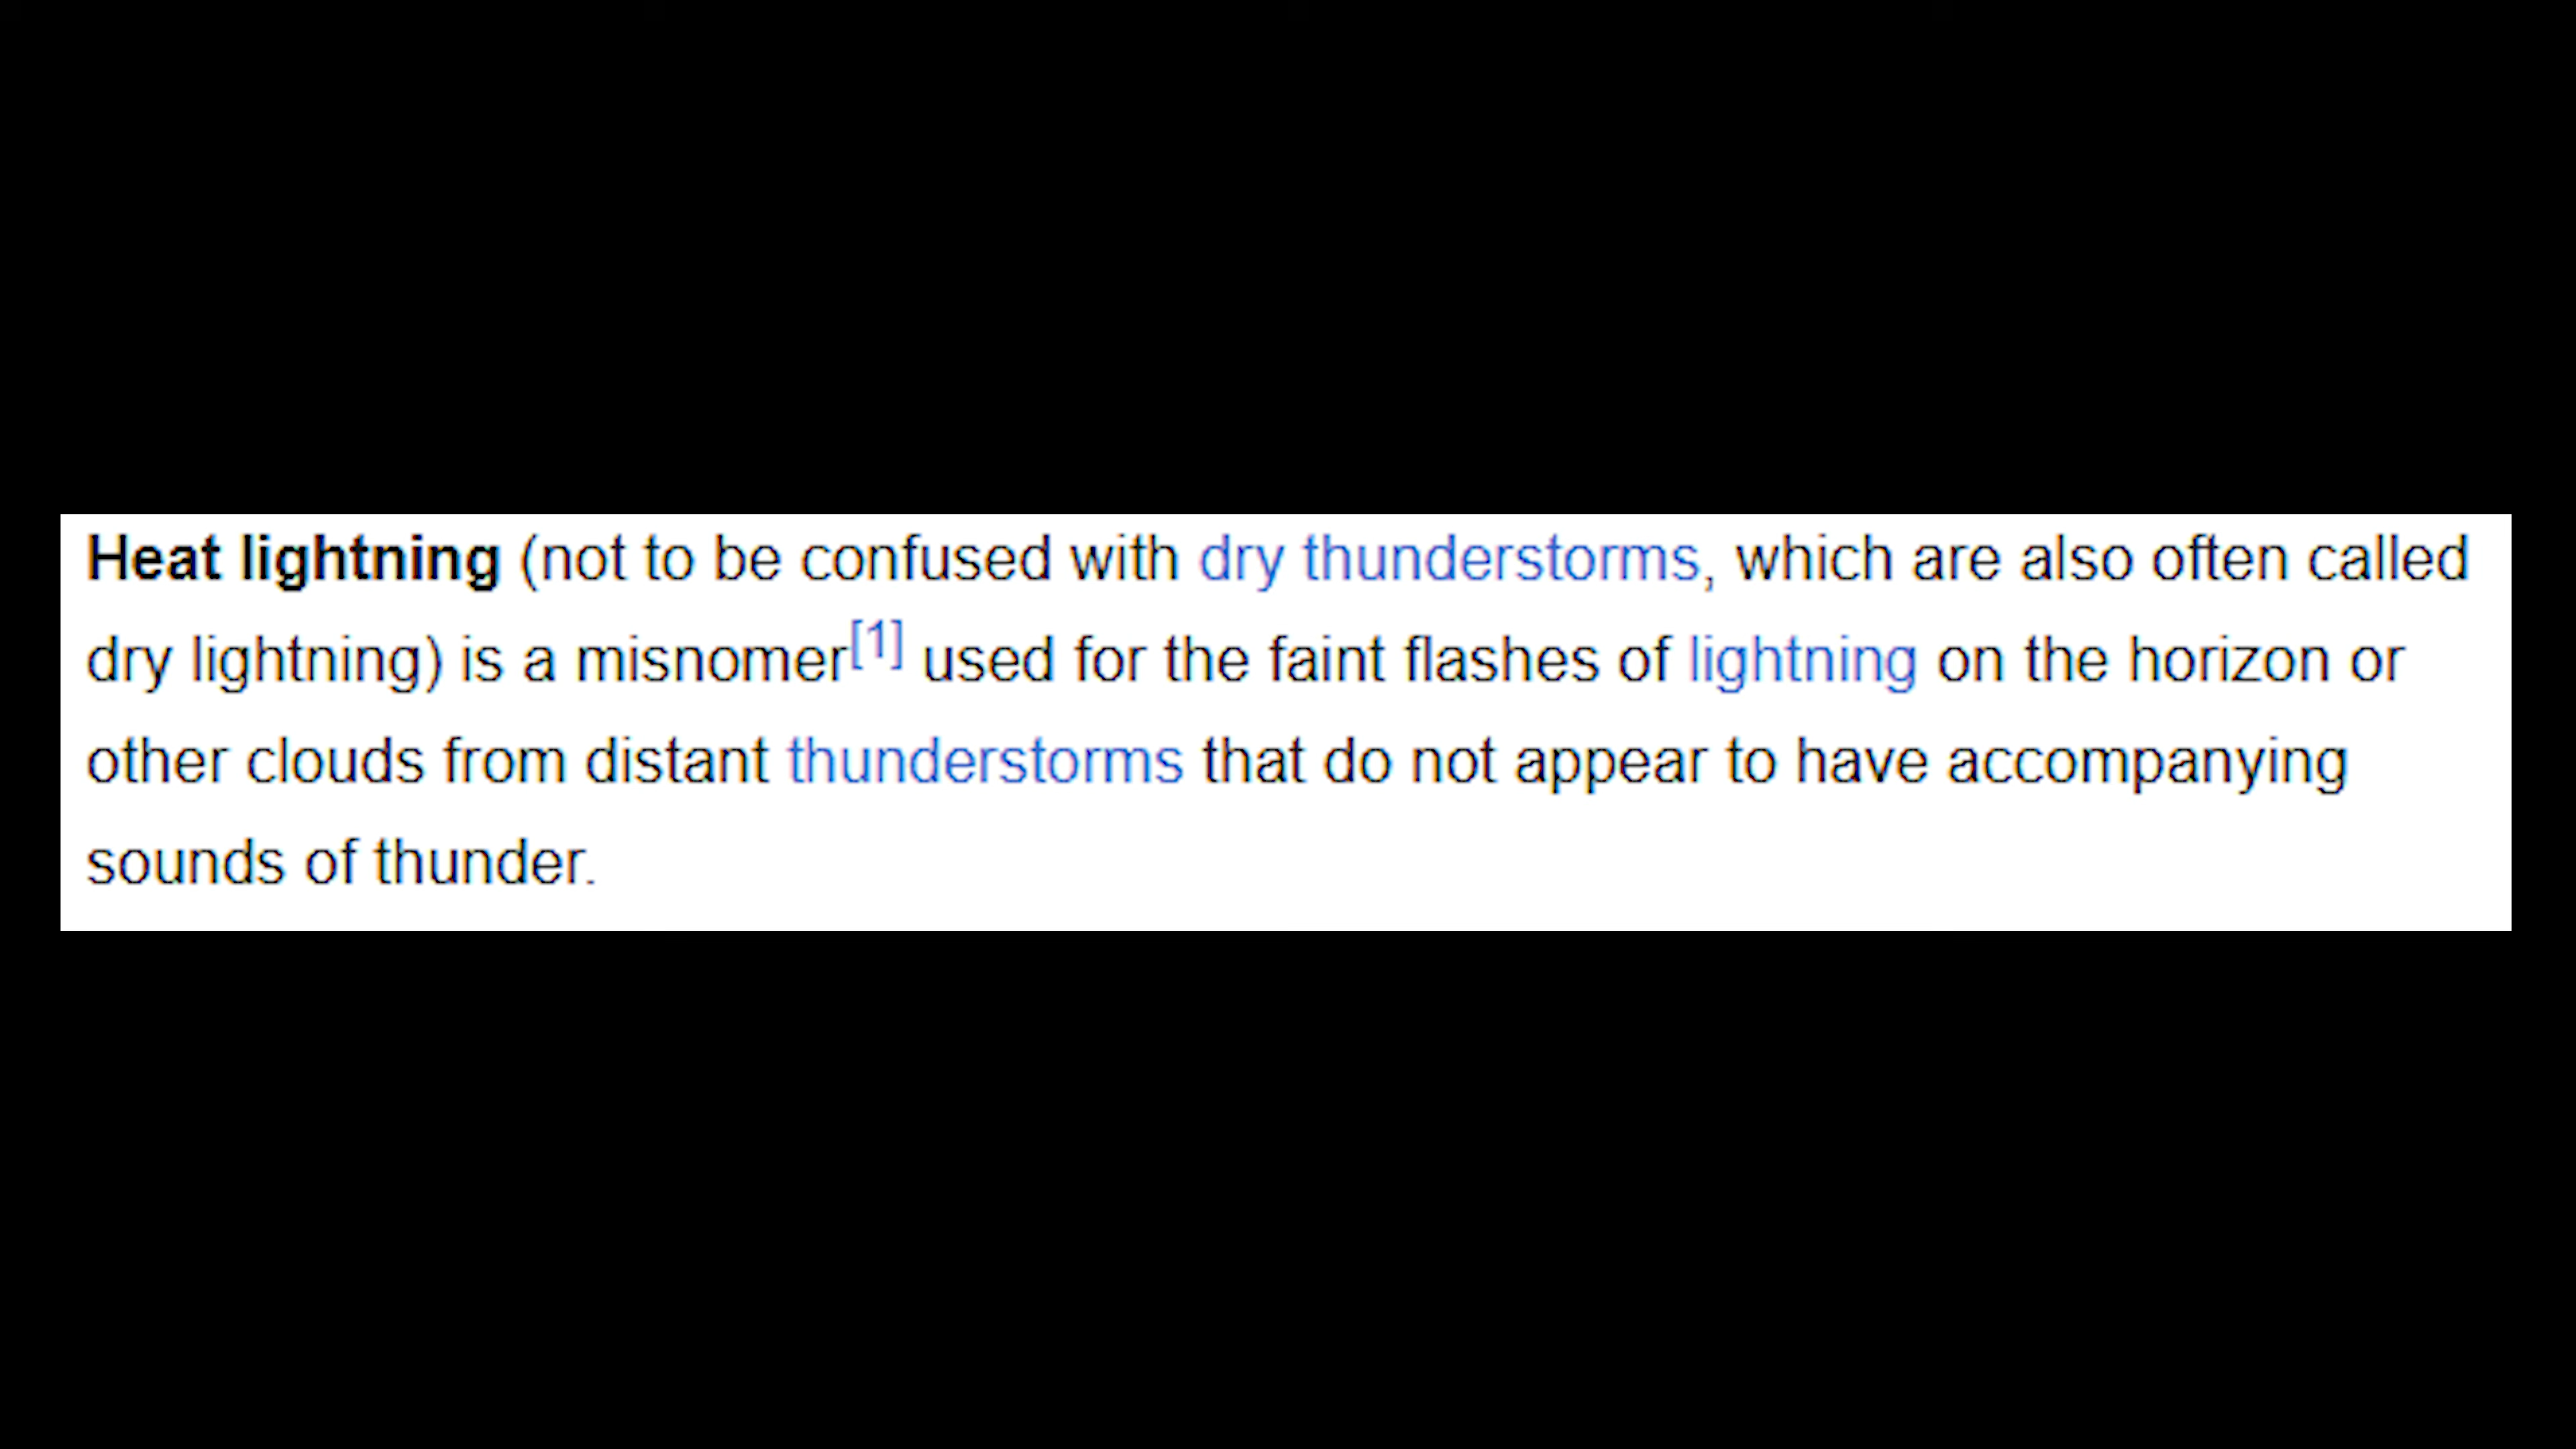 Heat lightning (not to be confused with dry thunderstorms, which are also often called
dry lightning) is a misnomer[1] used for the faint flashes of lightning on the horizon or
other clouds from distant thunderstorms that do not appear to have accompanying
sounds of thunder.